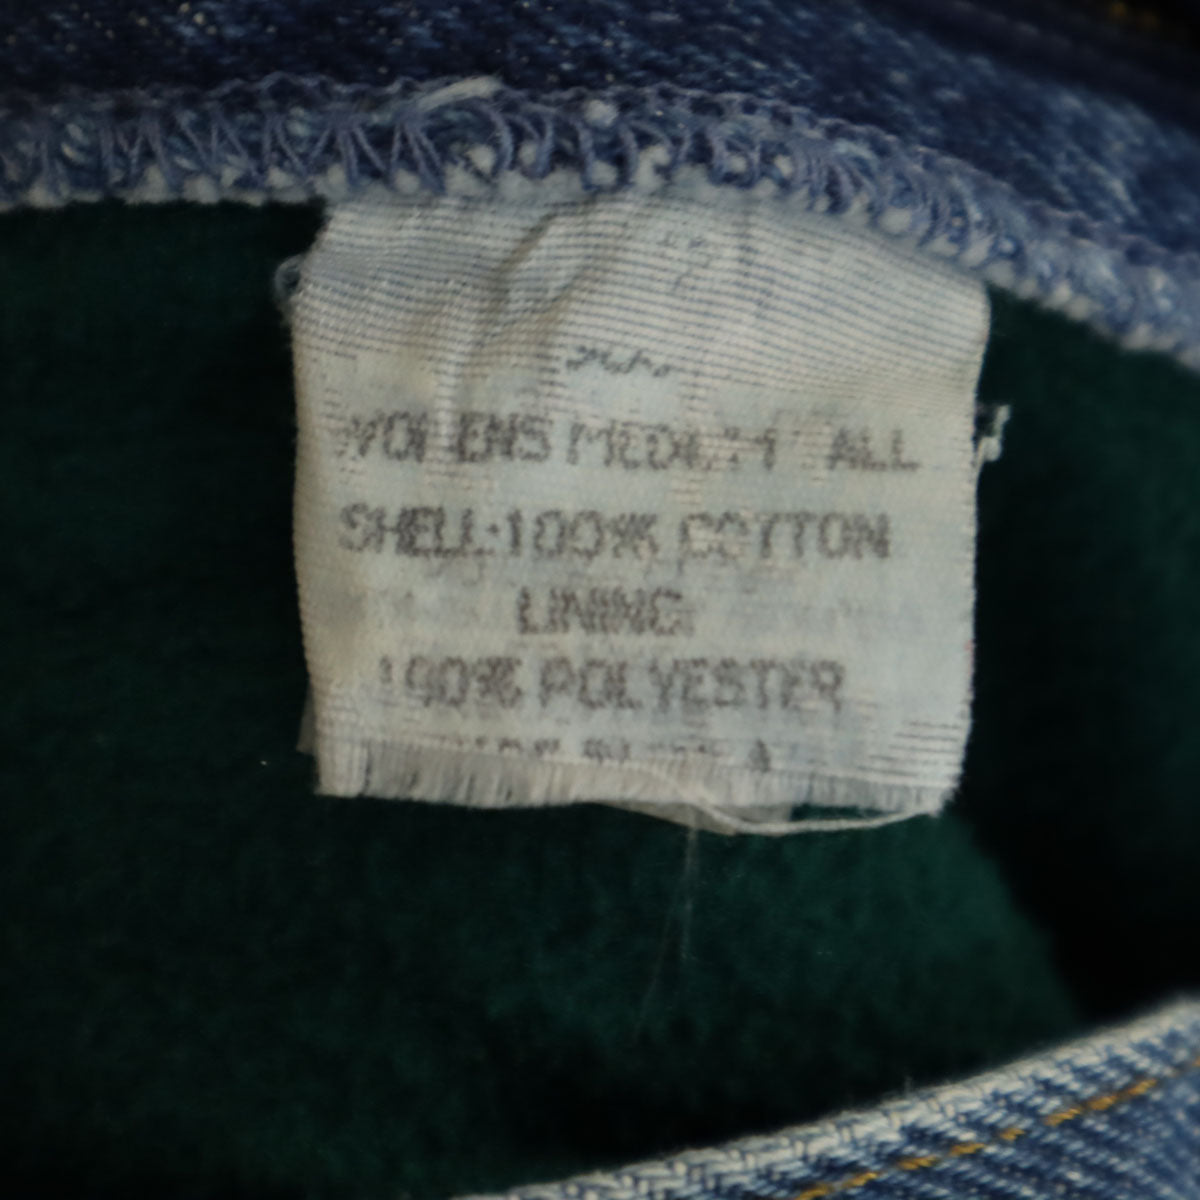 WOMENS MEDIUM TALL
SHELL:100% COTTON
LINING:
100% POLYESTER